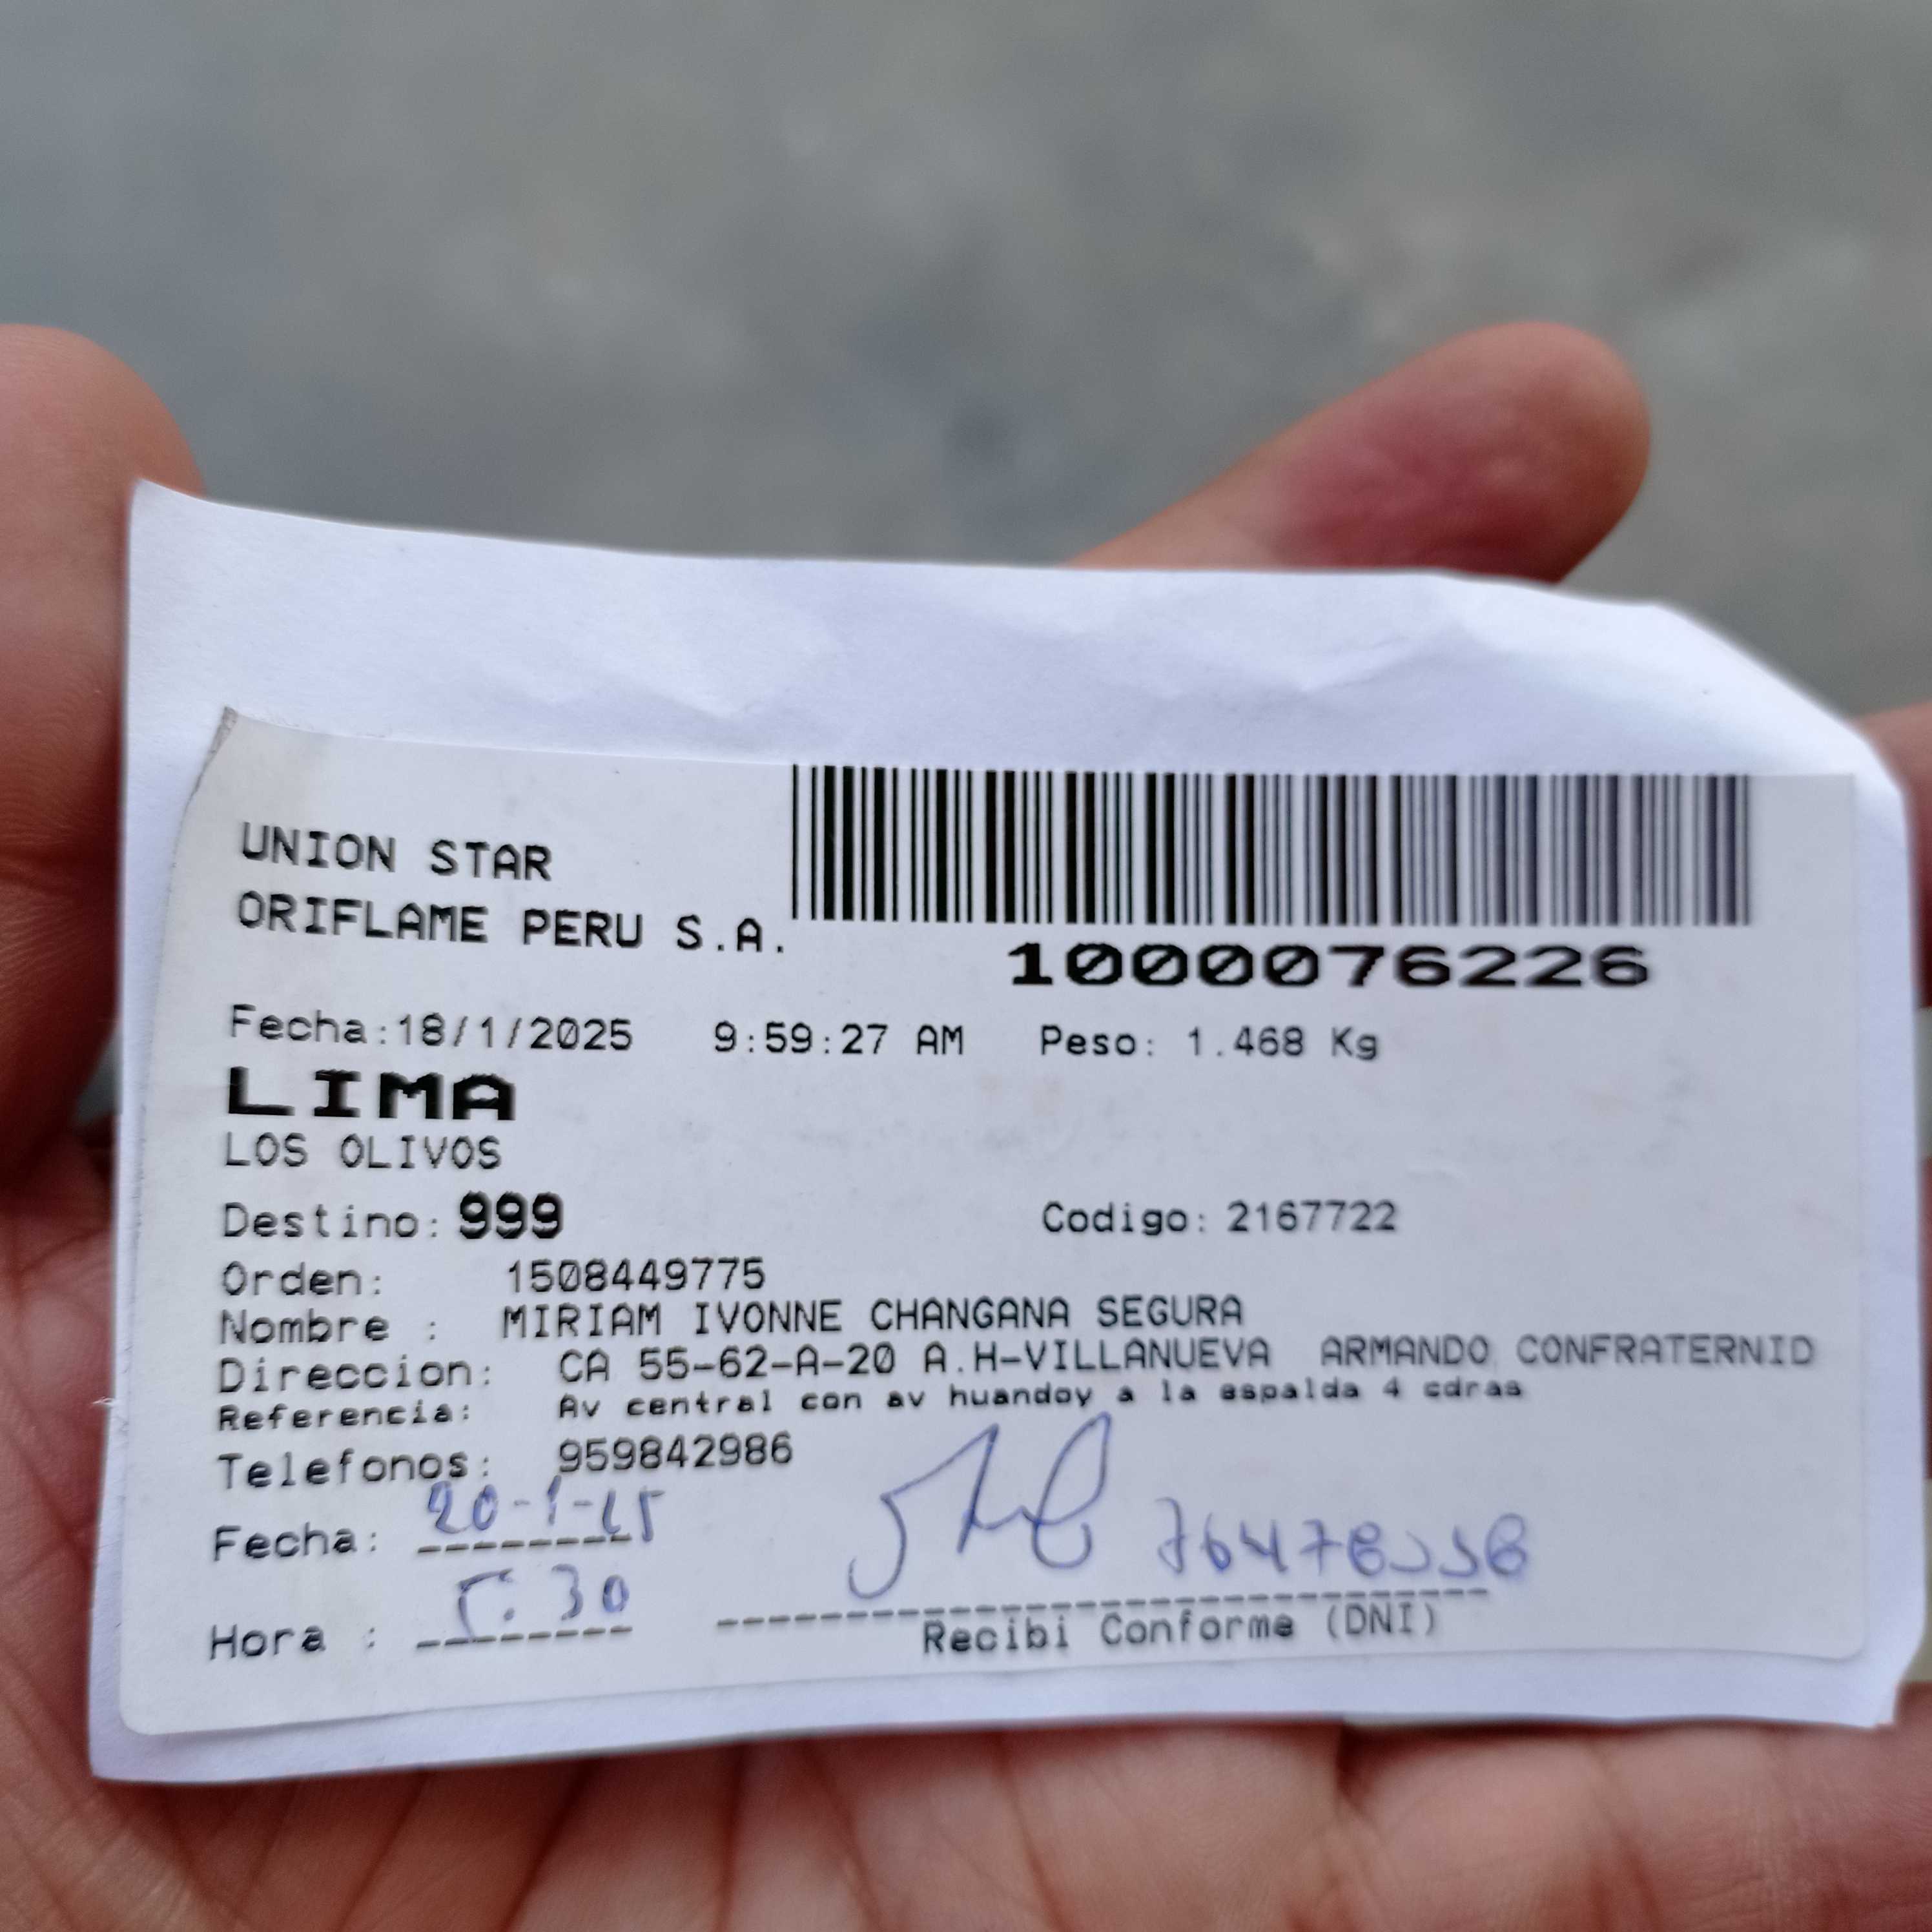 UNION STAR
ORIFLAME PERU S.A.
1000076226
Fecha:18/1/2025 9:59:27 AM Peso: 1.468 Kg
LIMA
LOS OLIVOS
Destino: 999 Codigo: 2167722
Orden: 1508449775
Nombre : MIRIAM IVONNE CHANGANA SEGURA
Direccion: CA 55-62-A-20 A.H-VILLANUEVA ARMANDO CONFRATERNID
Referencia: Av central con av huandoy a la espalda 4 cdras
Telefonos: 959842986
Fecha: 20-1-25
Hora : 5:30
Recibi Conforme (DNI)